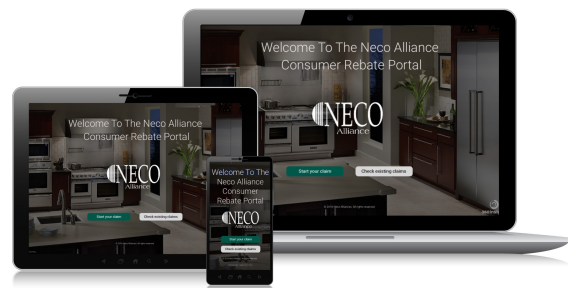 Welcome To The Neco Alliance
Consumer Rebate Portal
NECO
Alliance
Start your claim
Check existing claims
Welcome To The Neco Alliance
Consumer Rebate Portal
NECO
Alliance
Start your claim
Check existing claims
Welcome To The
Neco Alliance
Consumer
Rebate Portal
NECO
Alliance
Start your claim
Check existing claims